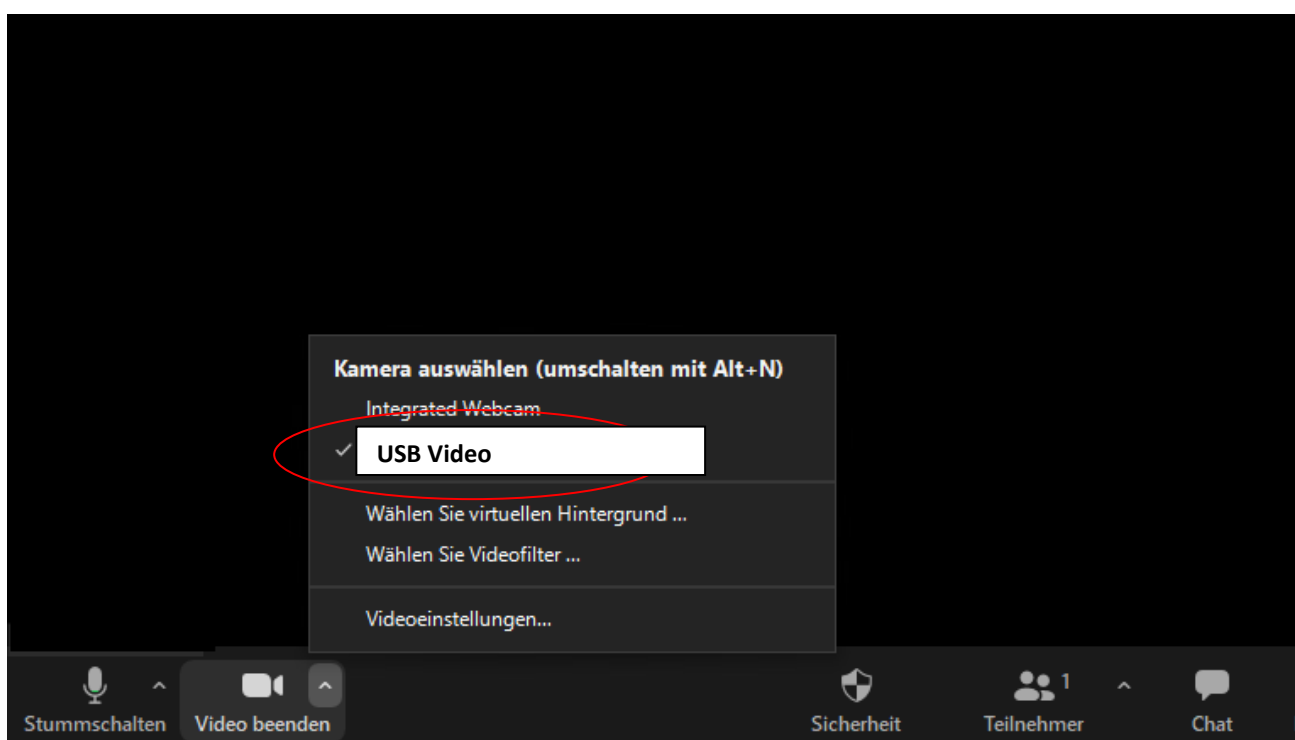 Kamera auswählen (umschalten mit Alt+N)
Integrated Webcam
USB Video
Wählen Sie virtuellen Hintergrund ...
Wählen Sie Videofilter ...
Videoeinstellungen...
Stummschalten
Video beenden
Sicherheit
1
Teilnehmer
Chat